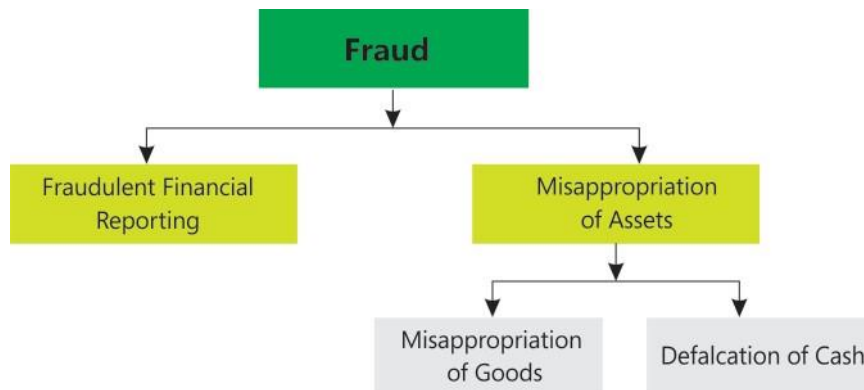 Fraud
Fraudulent Financial
Reporting
Misappropriation
of Assets
Misappropriation
of Goods
Defalcation of Cash